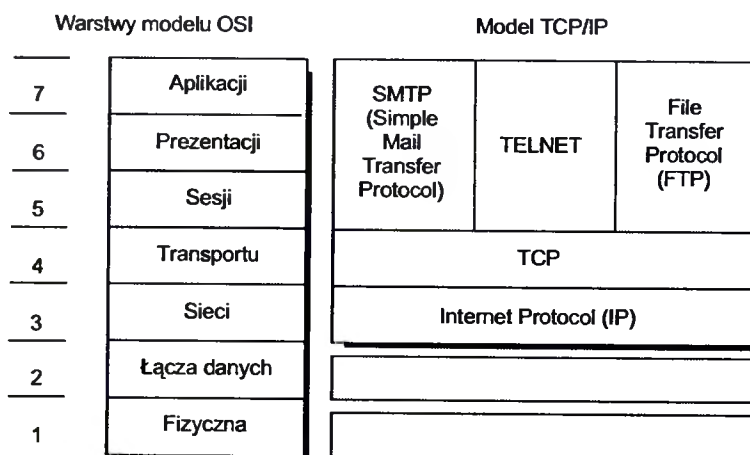 Warstwy modelu OSI
Model TCP/IP
7
Aplikacji
6
Prezentacji
5
Sesji
4
Transportu
3
Sieci
2
Łącza danych
1
Fizyczna
SMTP
(Simple
Mail
Transfer
Protocol)
TELNET
File
Transfer
Protocol
(FTP)
TCP
Internet Protocol (IP)